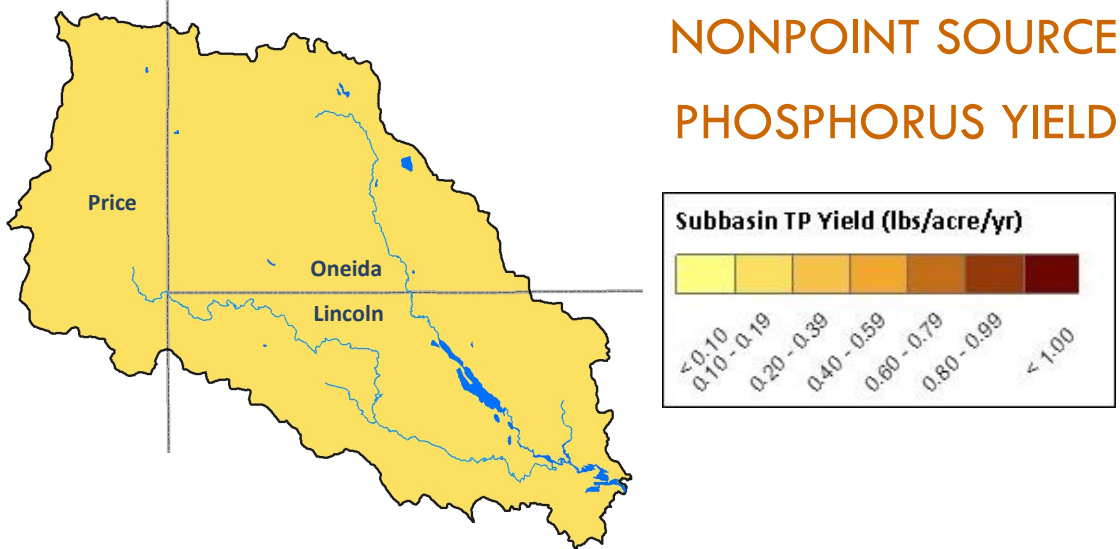 NONPOINT SOURCE
PHOSPHORUS YIELD
Price
Oneida
Lincoln
Subbasin TP Yield (lbs/acre/yr)
< 0.10
0.10 - 0.19
0.20 - 0.39
0.40 - 0.59
0.60 - 0.79
0.80 - 0.99
< 1.00